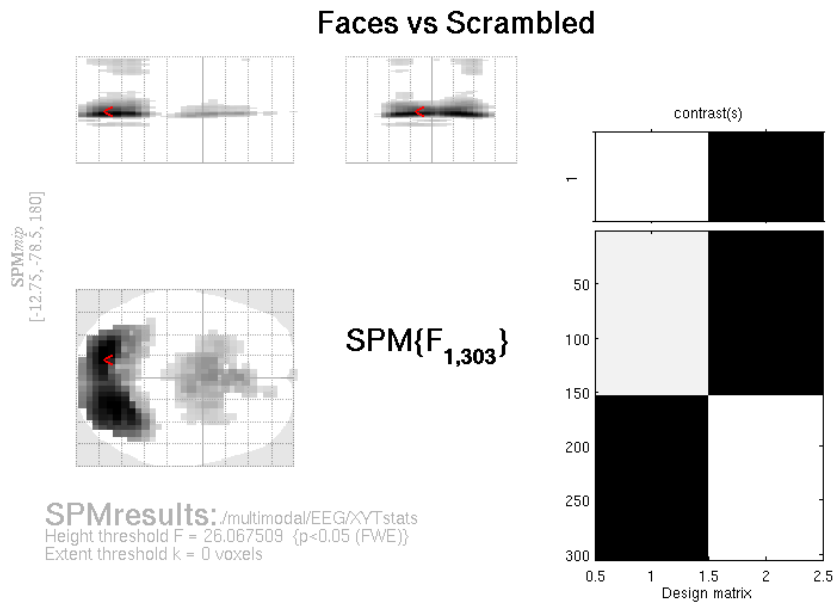 Faces vs Scrambled
SPMmip
[-12.75, -78.5, 180]
<
<
<
SPM{F1,303}
contrast(s)
1
50
100
150
200
250
300
0.5 1 1.5 2 2.5
Design matrix
SPMresults: ./multimodal/EEG/XYTstats
Height threshold F = 26.067509 {p<0.05 (FWE)}
Extent threshold k = 0 voxels